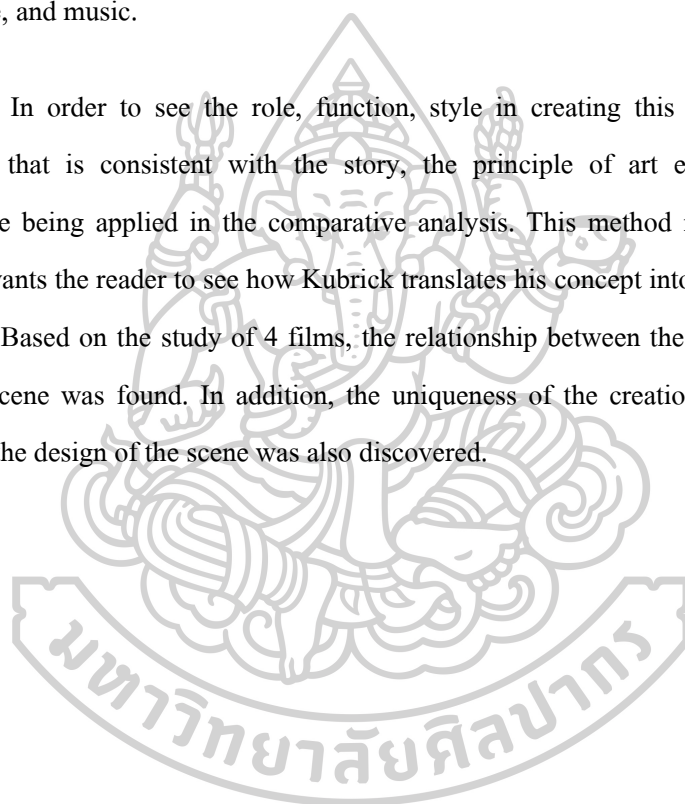 , and music.
In order to see the role, function, style in creating this
that is consistent with the story, the principle of art e
e being applied in the comparative analysis. This method
wants the reader to see how Kubrick translates his concept into
Based on the study of 4 films, the relationship between the
cene was found. In addition, the uniqueness of the creatio
he design of the scene was also discovered.
มหาวิทยาลัยศิลปากร